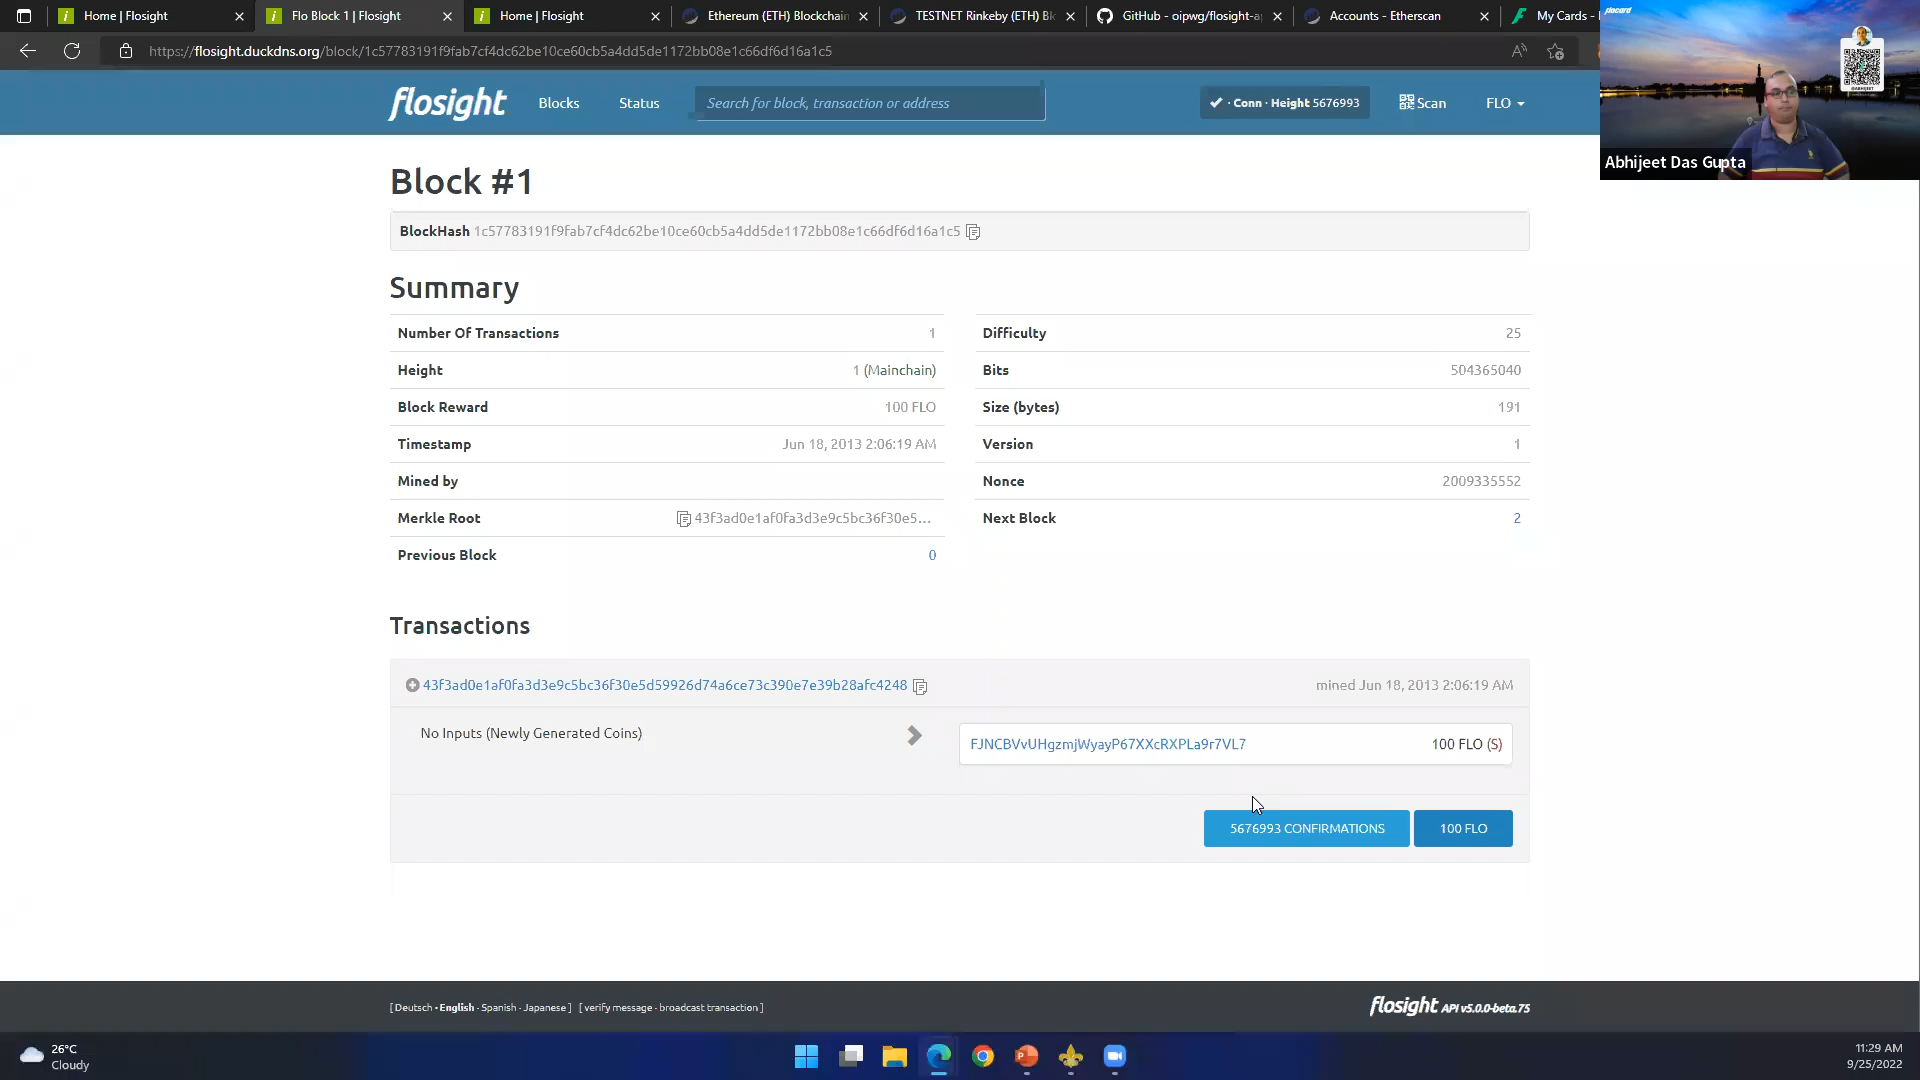 Home | Flosight
Flo Block 1 | Flosight
Home | Flosight
Ethereum (ETH) Blockchain
TESTNET Rinkeby (ETH) Bl
GitHub - oipwg/flosight-a
Accounts - Etherscan
My Cards -
https://flosight.duckdns.org/block/1c57783191f9fab7cf4dc62be10ce60cb5a4dd5de1172bb08e1c66df6d16a1c5
flocard
Abhijeet Das Gupta
flosight
Blocks
Status
Search for block, transaction or address
· Conn · Height 5676993
Scan
FLO
Block #1
BlockHash 1c57783191f9fab7cf4dc62be10ce60cb5a4dd5de1172bb08e1c66df6d16a1c5
Summary
Number Of Transactions 1
Height 1 (Mainchain)
Block Reward 100 FLO
Timestamp Jun 18, 2013 2:06:19 AM
Mined by
Merkle Root 43f3ad0e1af0fa3d3e9c5bc36f30e5...
Previous Block 0
Difficulty 25
Bits 504365040
Size (bytes) 191
Version 1
Nonce 2009335552
Next Block 2
Transactions
43f3ad0e1af0fa3d3e9c5bc36f30e5d59926d74a6ce73c390e7e39b28afc4248
mined Jun 18, 2013 2:06:19 AM
No Inputs (Newly Generated Coins)
FJNCBVvUHgzmjWyayP67XXcRXPLa9r7VL7
100 FLO (S)
5676993 CONFIRMATIONS
100 FLO
[ Deutsch · English · Spanish · Japanese ] [ verify message · broadcast transaction ]
flosight API v5.0.0-beta.75
26°C
Cloudy
11:29 AM
9/25/2022